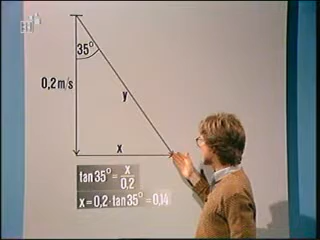 35°
0,2 m/s
y
x
tan 35° = x/0,2
x = 0,2 · tan 35° = 0,14